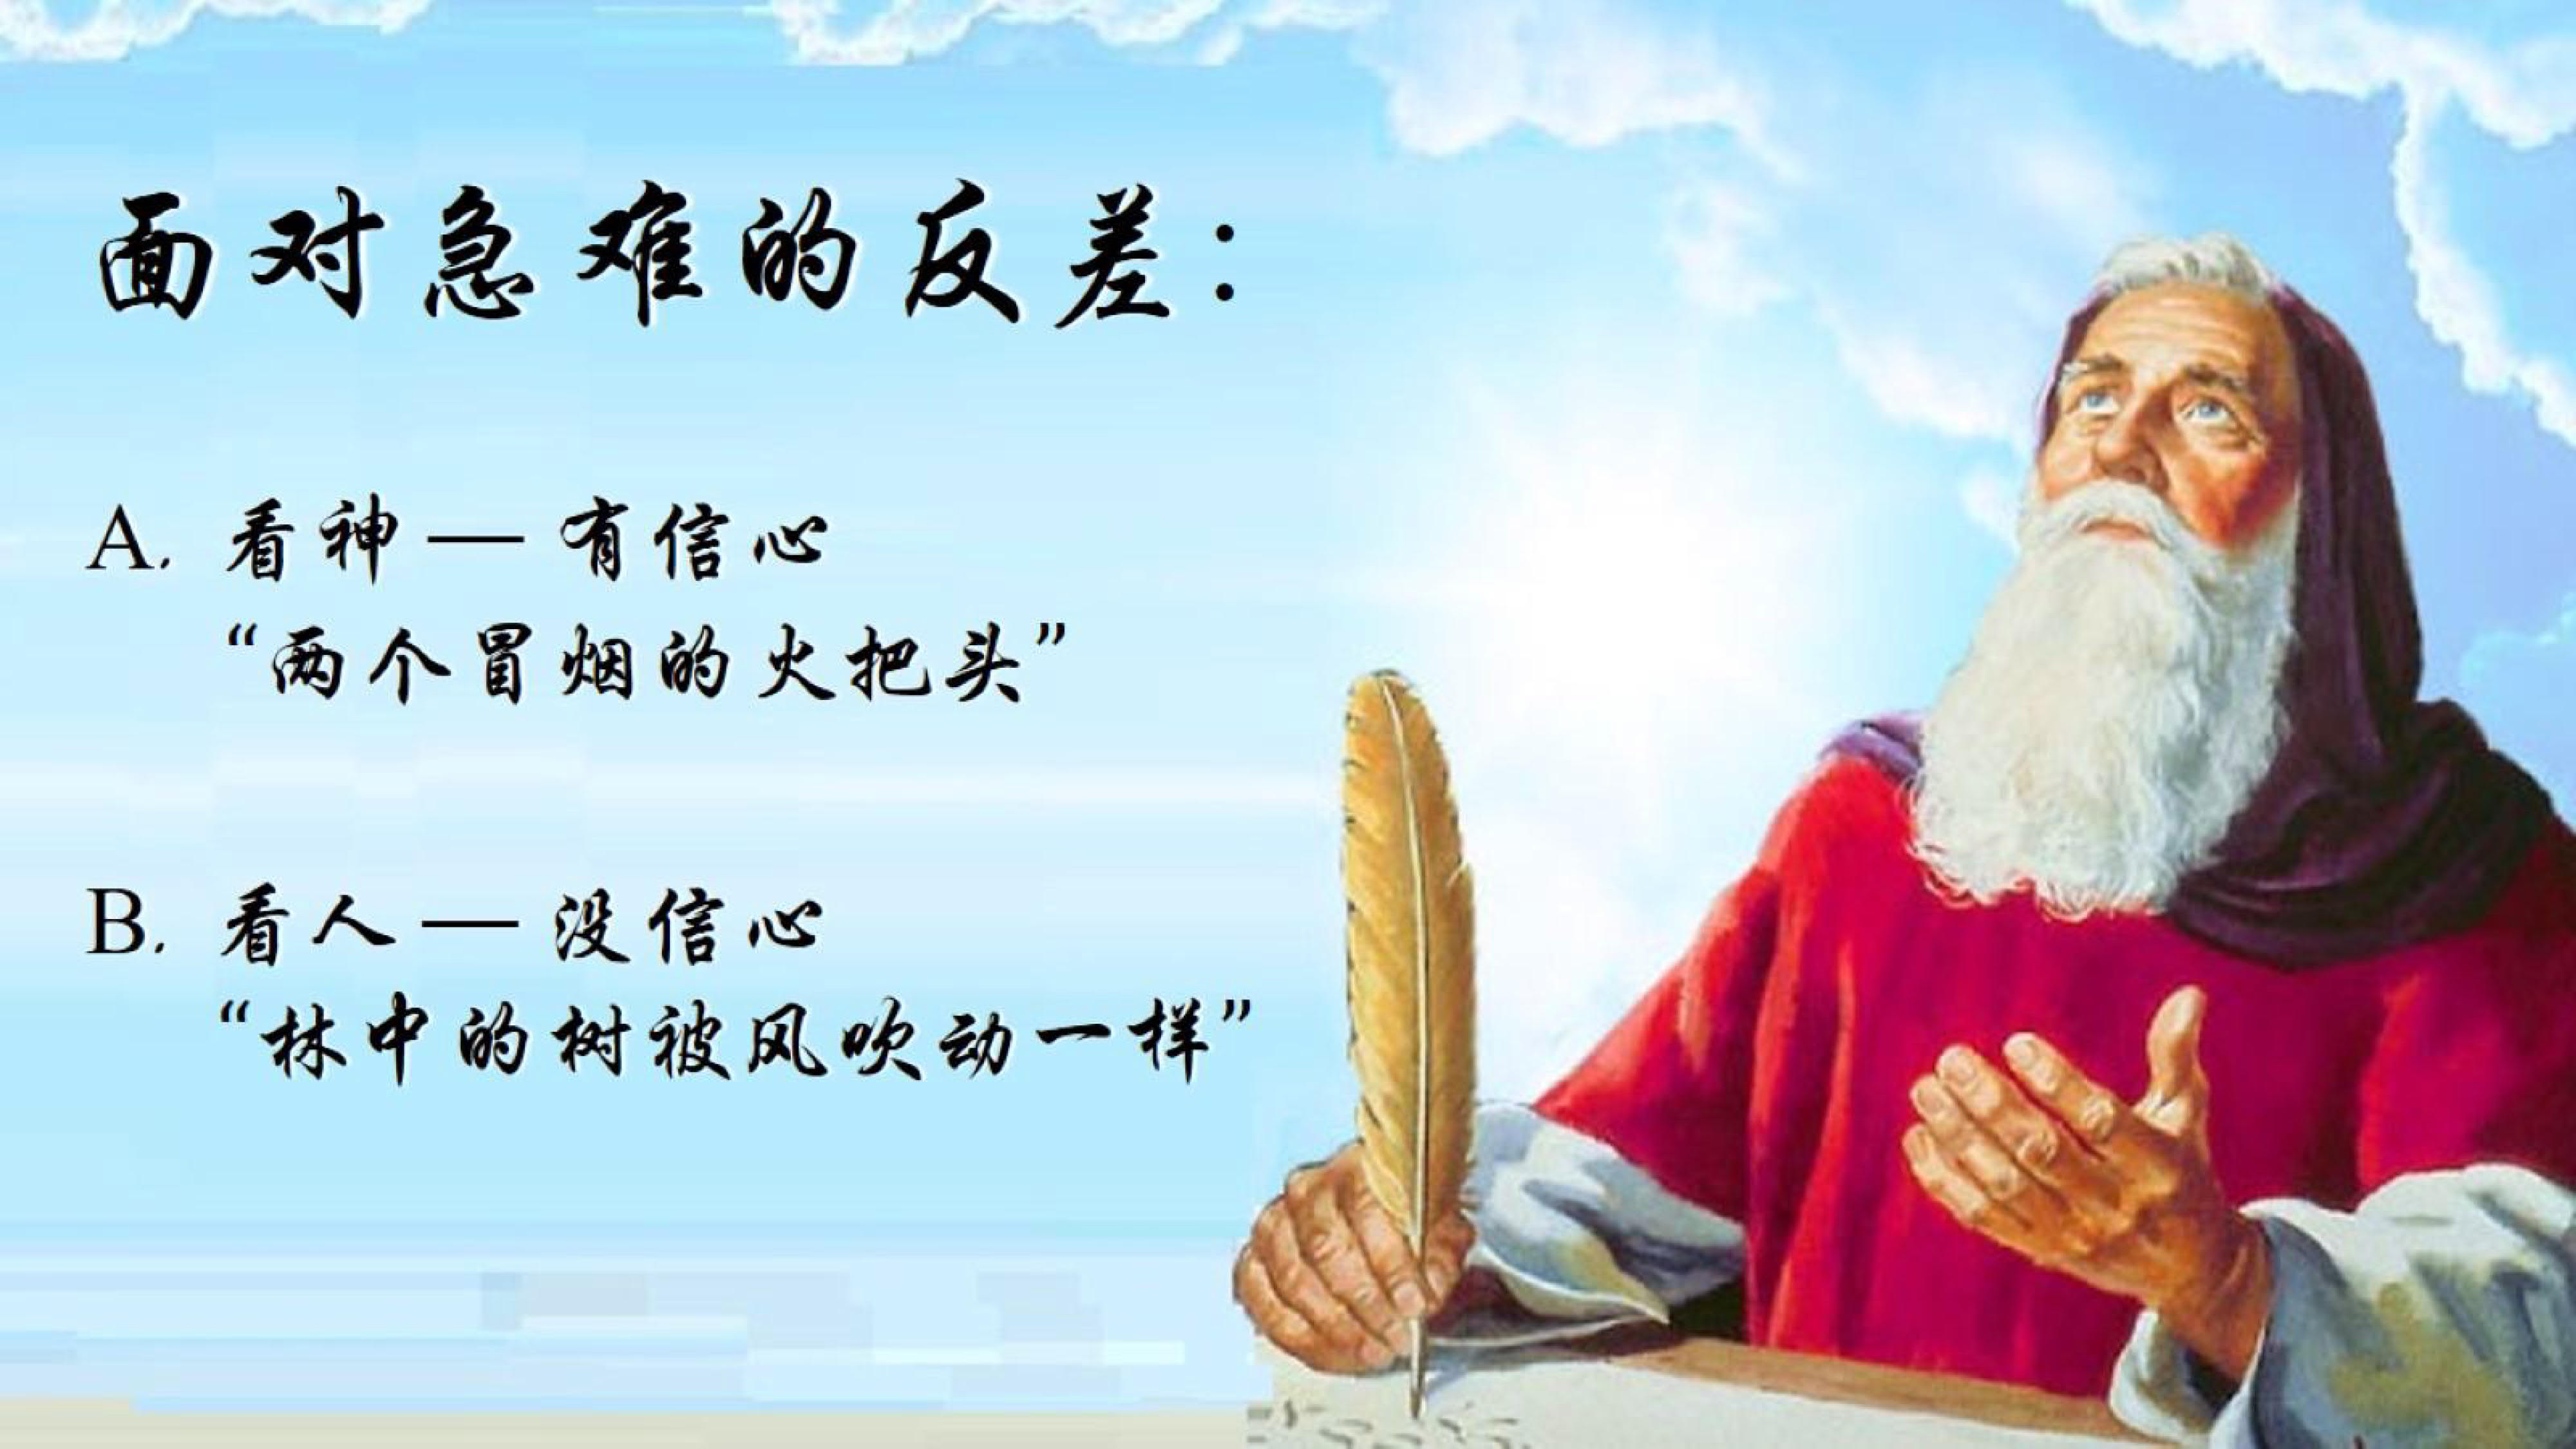 面对急难的反差：
A. 看神 — 有信心
“两个冒烟的火把头”
B. 看人 — 没信心
“林中的树被风吹动一样”